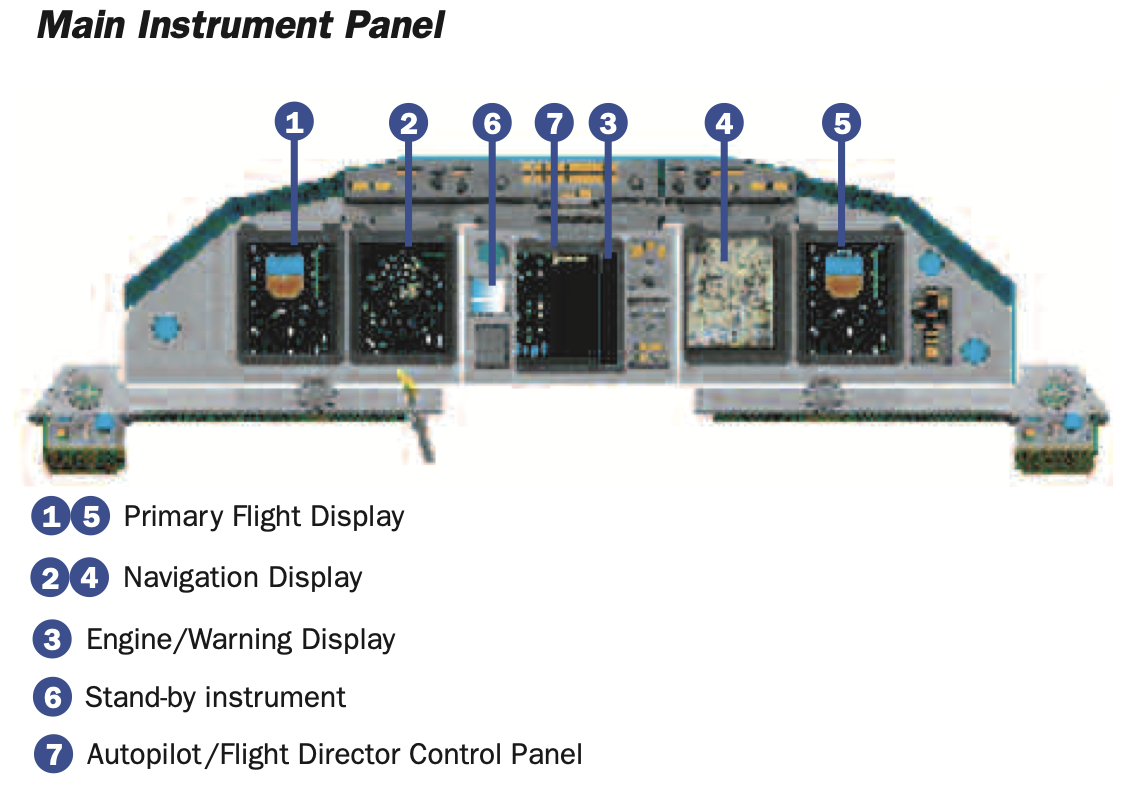 Main Instrument Panel
1 2 6 7 3 4 5
1 5 Primary Flight Display
2 4 Navigation Display
3 Engine/Warning Display
6 Stand-by instrument
7 Autopilot/Flight Director Control Panel